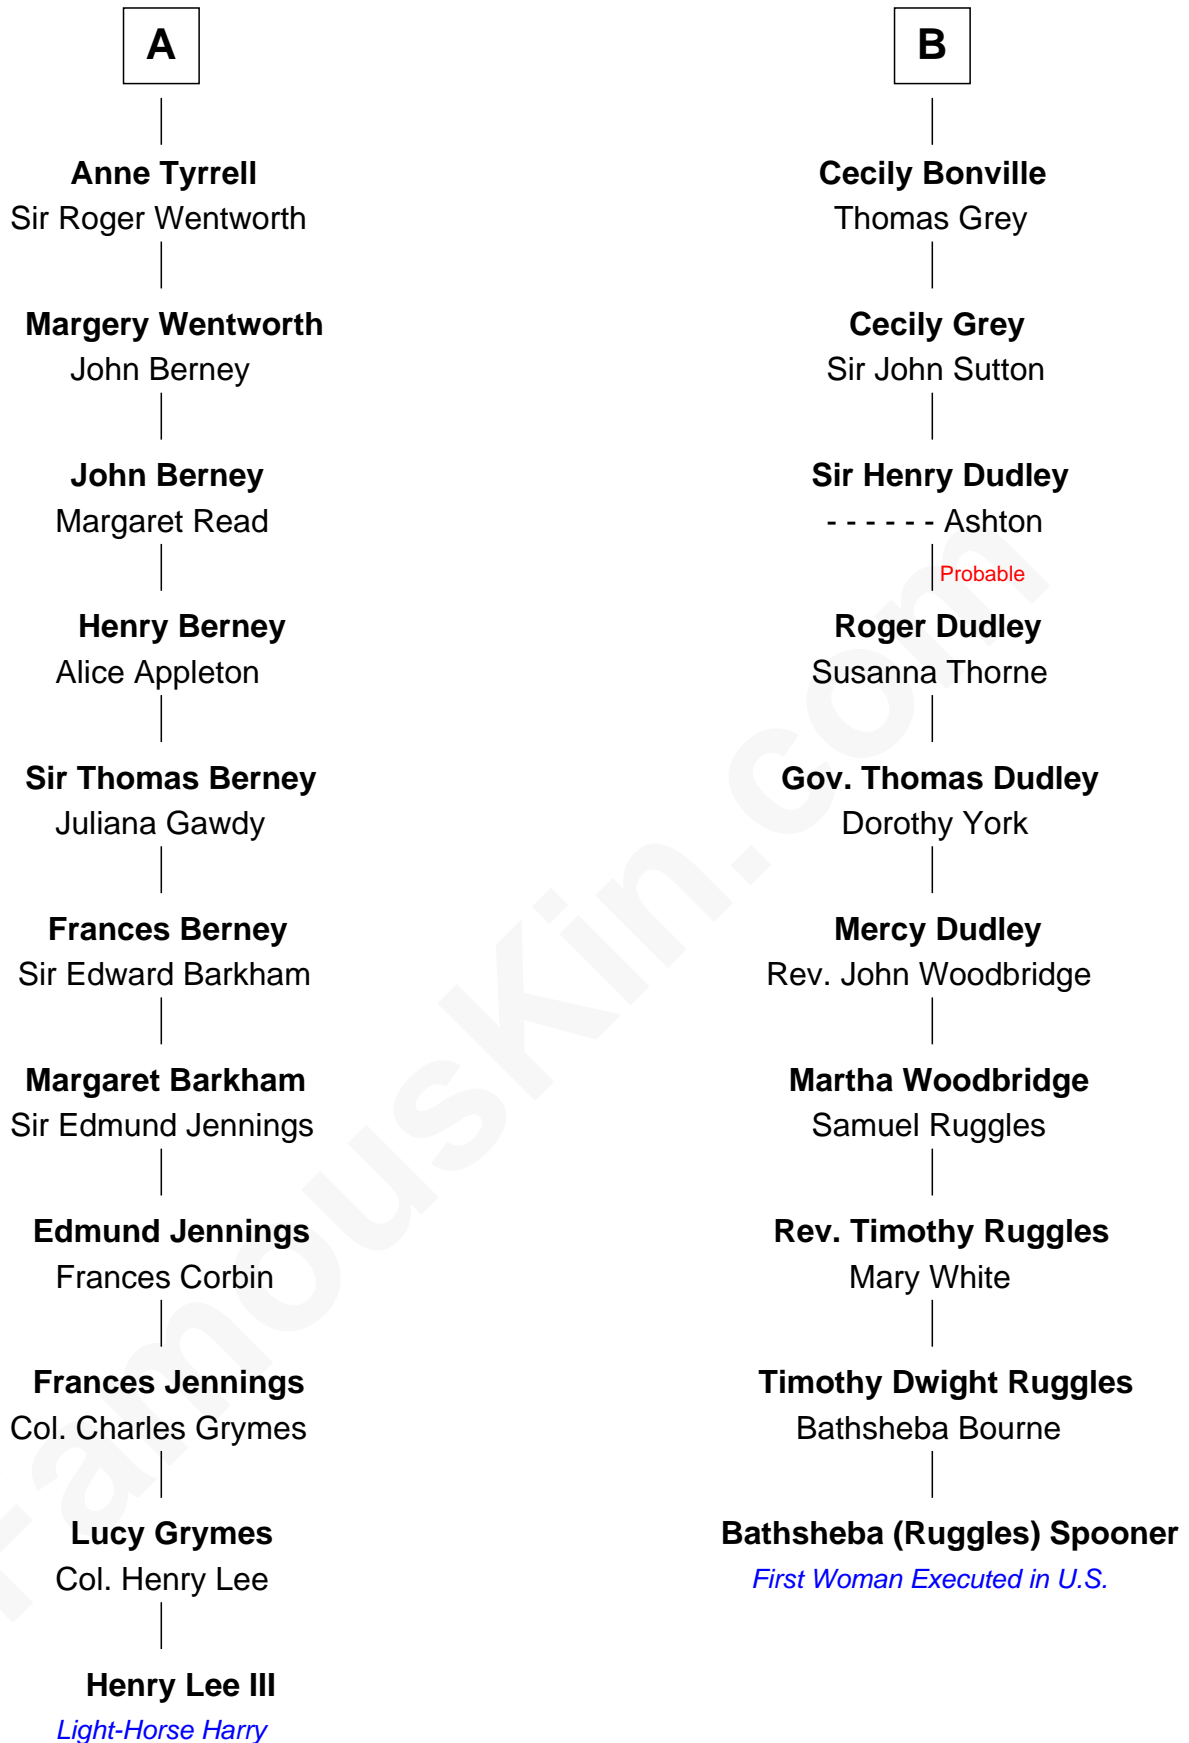 A
Anne Tyrrell
Sir Roger Wentworth
Margery Wentworth
John Berney
John Berney
Margaret Read
Henry Berney
Alice Appleton
Sir Thomas Berney
Juliana Gawdy
Frances Berney
Sir Edward Barkham
Margaret Barkham
Sir Edmund Jennings
Edmund Jennings
Frances Corbin
Frances Jennings
Col. Charles Grymes
Lucy Grymes
Col. Henry Lee
Henry Lee III
Light-Horse Harry
B
Cecily Bonville
Thomas Grey
Cecily Grey
Sir John Sutton
Sir Henry Dudley
- - - - - - Ashton
Probable
Roger Dudley
Susanna Thorne
Gov. Thomas Dudley
Dorothy York
Mercy Dudley
Rev. John Woodbridge
Martha Woodbridge
Samuel Ruggles
Rev. Timothy Ruggles
Mary White
Timothy Dwight Ruggles
Bathsheba Bourne
Bathsheba (Ruggles) Spooner
First Woman Executed in U.S.
FamousKin.com